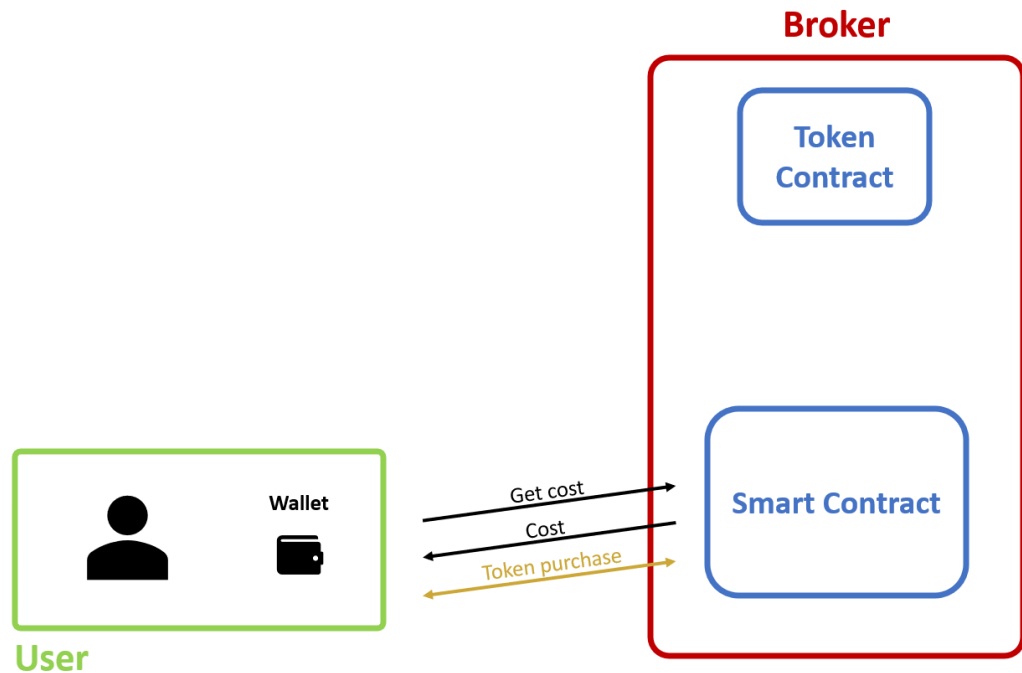 Broker
Token
Contract
Wallet
Get cost
Cost
Token purchase
Smart Contract
User